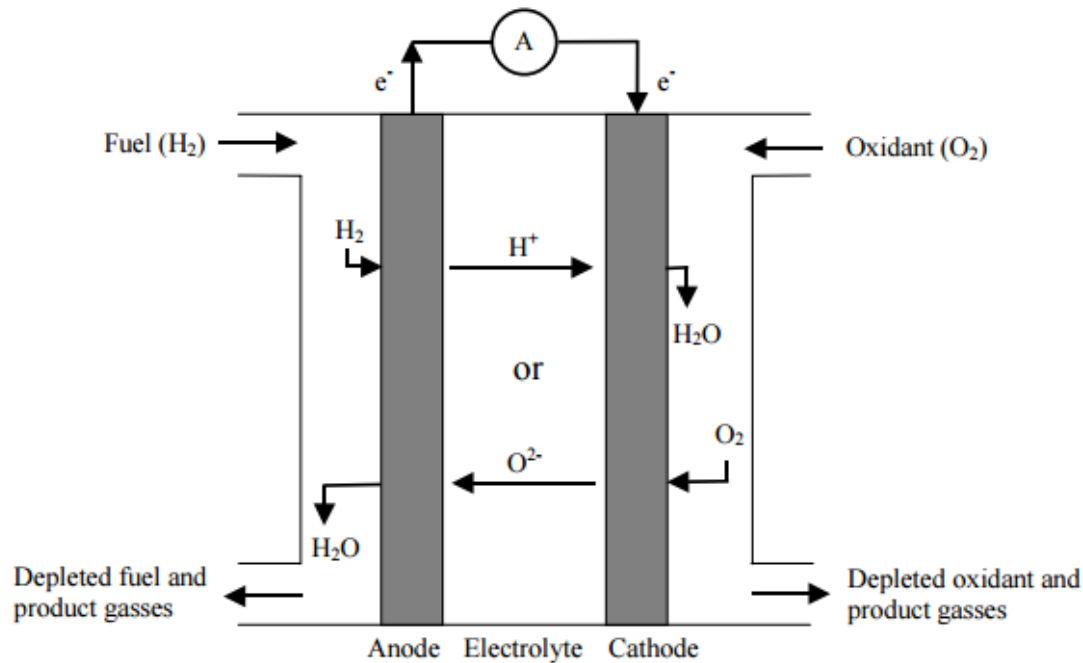 A
e⁻
e⁻
Fuel (H₂)
Oxidant (O₂)
H₂
H⁺
H₂O
or
O₂
O²⁻
H₂O
Depleted fuel and
product gasses
Depleted oxidant and
product gasses
Anode
Electrolyte
Cathode